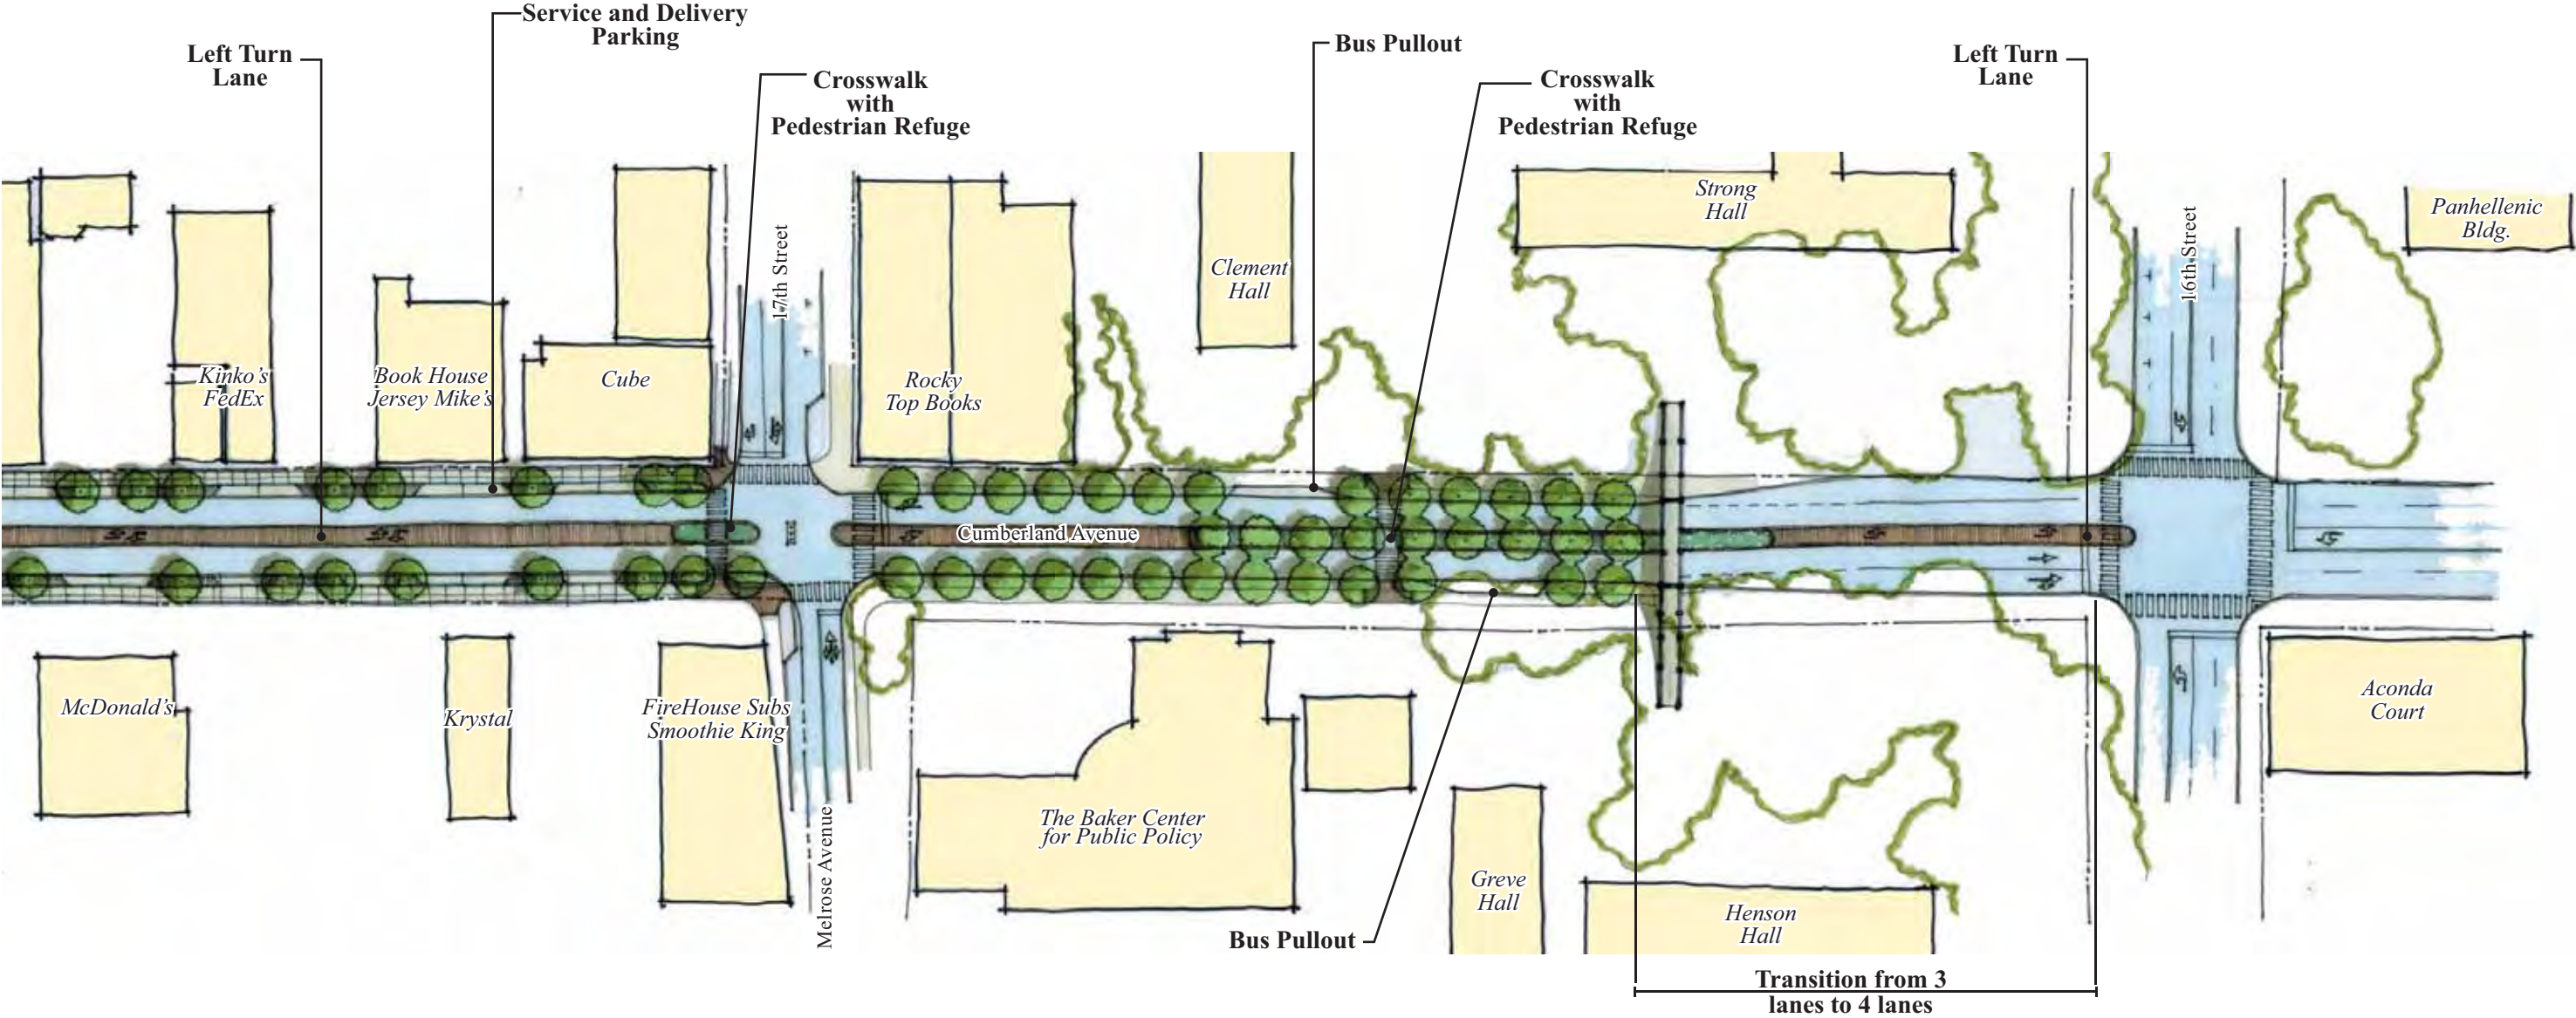 Service and Delivery
Parking
Left Turn
Lane
Bus Pullout
Left Turn
Lane
Crosswalk
with
Pedestrian Refuge
Crosswalk
with
Pedestrian Refuge
Strong
Hall
Panhellenic
Bldg.
17th Street
16th Street
Clement
Hall
Kinko's
FedEx
Book House
Jersey Mike's
Cube
Rocky
Top Books
Cumberland Avenue
McDonald's
Krystal
FireHouse Subs
Smoothie King
Aconda
Court
Melrose Avenue
The Baker Center
for Public Policy
Greve
Hall
Henson
Hall
Bus Pullout
Transition from 3
lanes to 4 lanes